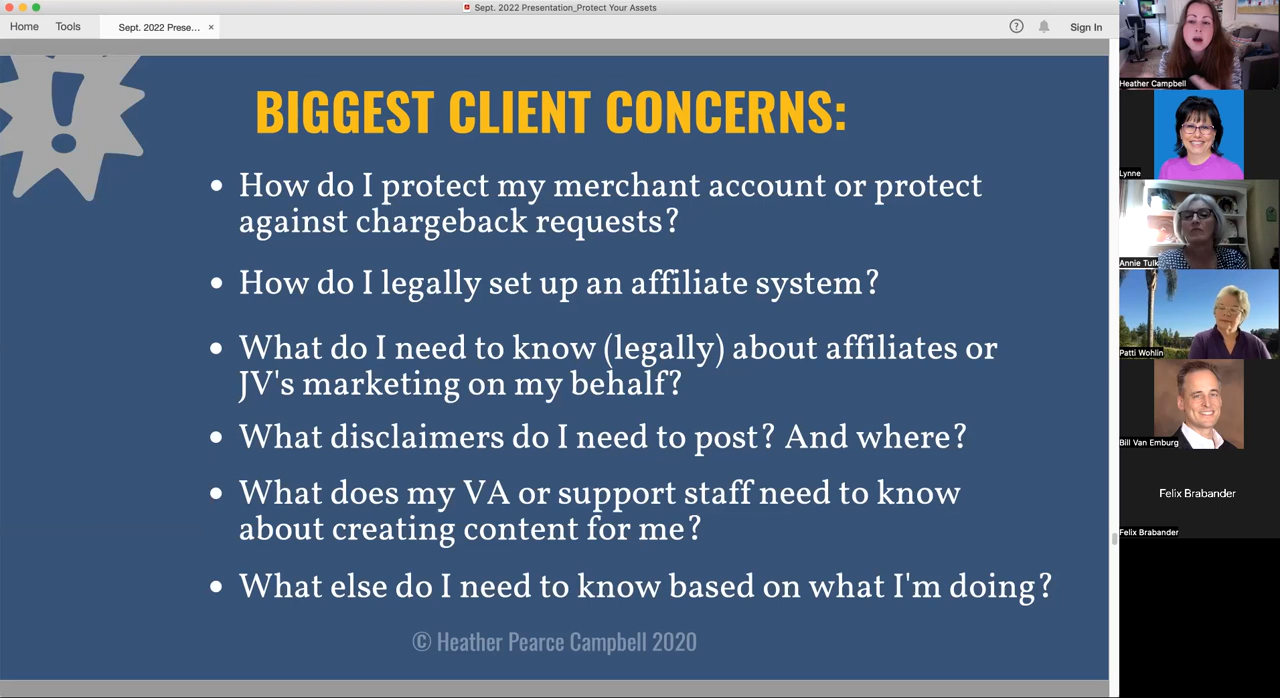 Sept. 2022 Presentation_Protect Your Assets
Home
Tools
Sept. 2022 Prese...
×
?
Sign In
!
BIGGEST CLIENT CONCERNS:
• How do I protect my merchant account or protect
against chargeback requests?
• How do I legally set up an affiliate system?
• What do I need to know (legally) about affiliates or
JV's marketing on my behalf?
• What disclaimers do I need to post? And where?
• What does my VA or support staff need to know
about creating content for me?
• What else do I need to know based on what I'm doing?
© Heather Pearce Campbell 2020
Heather Campbell
Lynne
Annie Tulk
Patti Wohlin
Bill Van Emburg
Felix Brabander
Felix Brabander